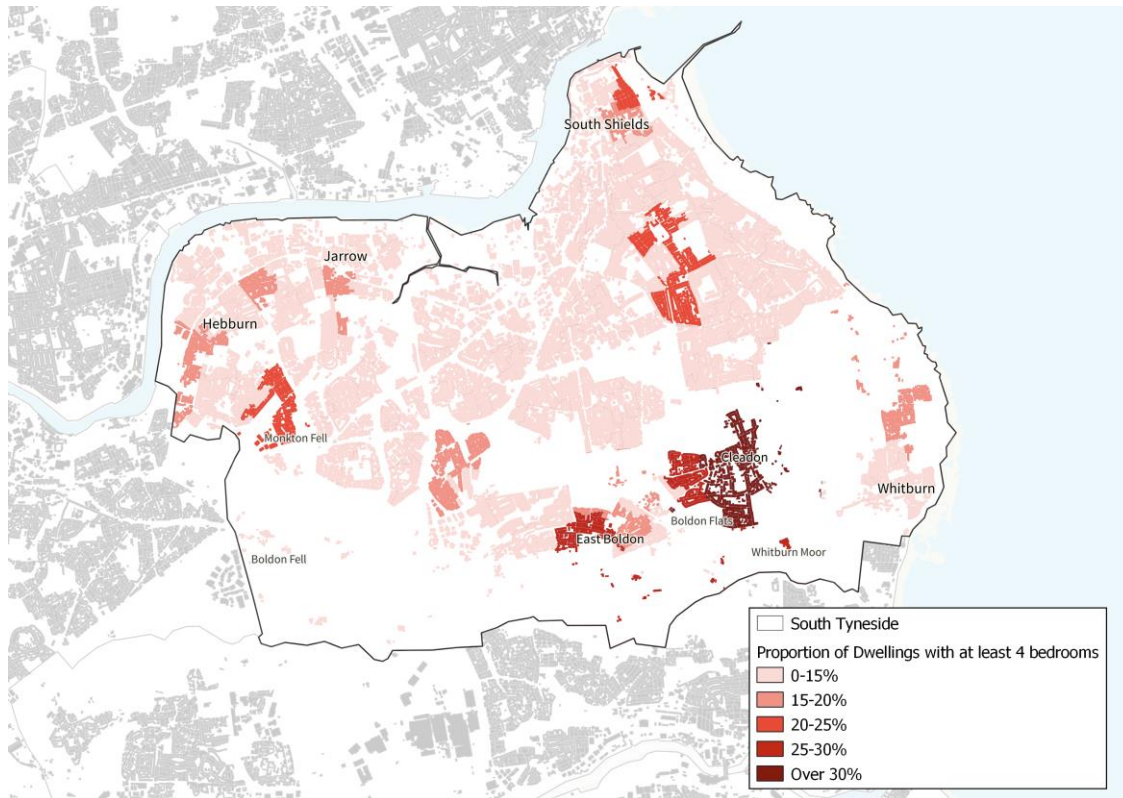 South Shields
Jarrow
Hebburn
Monkton Fell
Cleadon
Whitburn
Boldon Flats
East Boldon
Whitburn Moor
Boldon Fell
South Tyneside
Proportion of Dwellings with at least 4 bedrooms
0-15%
15-20%
20-25%
25-30%
Over 30%